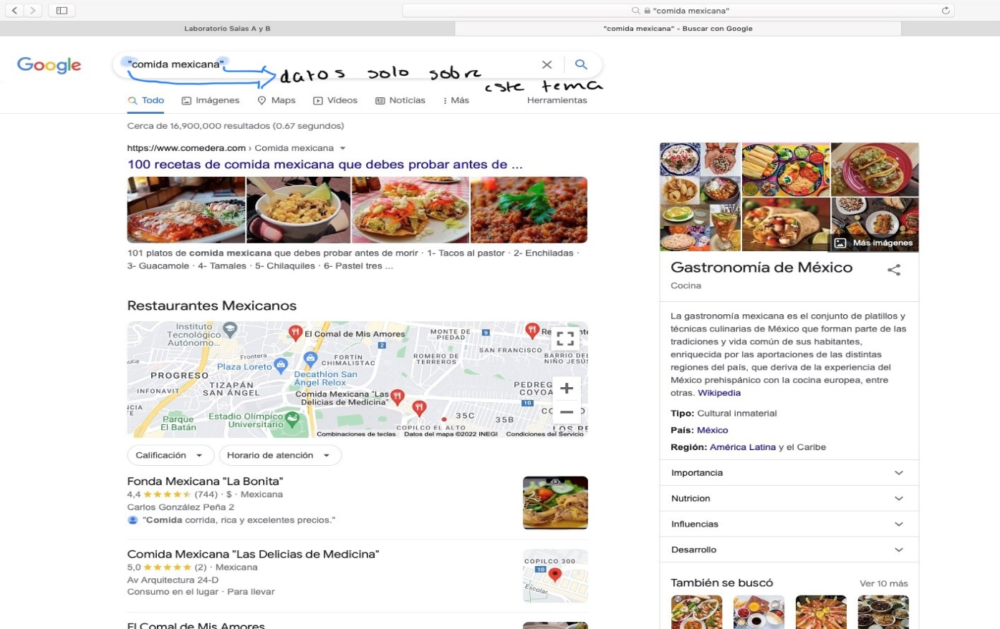 "comida mexicana"
Laboratorio Salas A y B
"comida mexicana" - Buscar con Google
Google
"comida mexicana"
datos solo sobre
este tema
Todo Imágenes Maps Vídeos Noticias Más Herramientas
Cerca de 16,900,000 resultados (0.67 segundos)
https://www.comedera.com › Comida mexicana
100 recetas de comida mexicana que debes probar antes de ...
101 platos de comida mexicana que debes probar antes de morir · 1- Tacos al pastor · 2- Enchiladas ·
3- Guacamole · 4- Tamales · 5- Chilaquiles · 6- Pastel tres ...
Restaurantes Mexicanos
Instituto
Tecnológico
Autónomo...
El Comal de Mis Amores
MONTE DE
PIEDAD
9
2
SAN FRANCISCO
BARRIO DEL
NIÑO JESÚS
Frontera
Plaza Loreto
FORTÍN
CHIMALISTAC
ROMERO DE
TERREROS
PROGRESO
Decathlon San
Ángel Relox
TIZAPÁN
SAN ÁNGEL
INFONAVIT
Comida Mexicana "Las
Delicias de Medicina"
10
Parque
El Batán
Estadio Olímpico
Universitario
35C
35B
COPILCO EL ALTO
Combinaciones de teclas Datos del mapa ©2022 INEGI Condiciones del Servicio
Calificación Horario de atención
Fonda Mexicana "La Bonita"
4,4 (744) · $ · Mexicana
Carlos González Peña 2
"Comida corrida, rica y excelentes precios."
Comida Mexicana "Las Delicias de Medicina"
5,0 (2) · Mexicana
Av Arquitectura 24-D
Consumo en el lugar · Para llevar
COPILCO 300
10
Escolar
El Comal de Mis Amores
Más imágenes
Gastronomía de México
Cocina
La gastronomía mexicana es el conjunto de platillos y
técnicas culinarias de México que forman parte de las
tradiciones y vida común de sus habitantes,
enriquecida por las aportaciones de las distintas
regiones del país, que deriva de la experiencia del
México prehispánico con la cocina europea, entre
otras. Wikipedia
Tipo: Cultural inmaterial
País: México
Región: América Latina y el Caribe
Importancia
Nutricion
Influencias
Desarrollo
También se buscó Ver 10 más